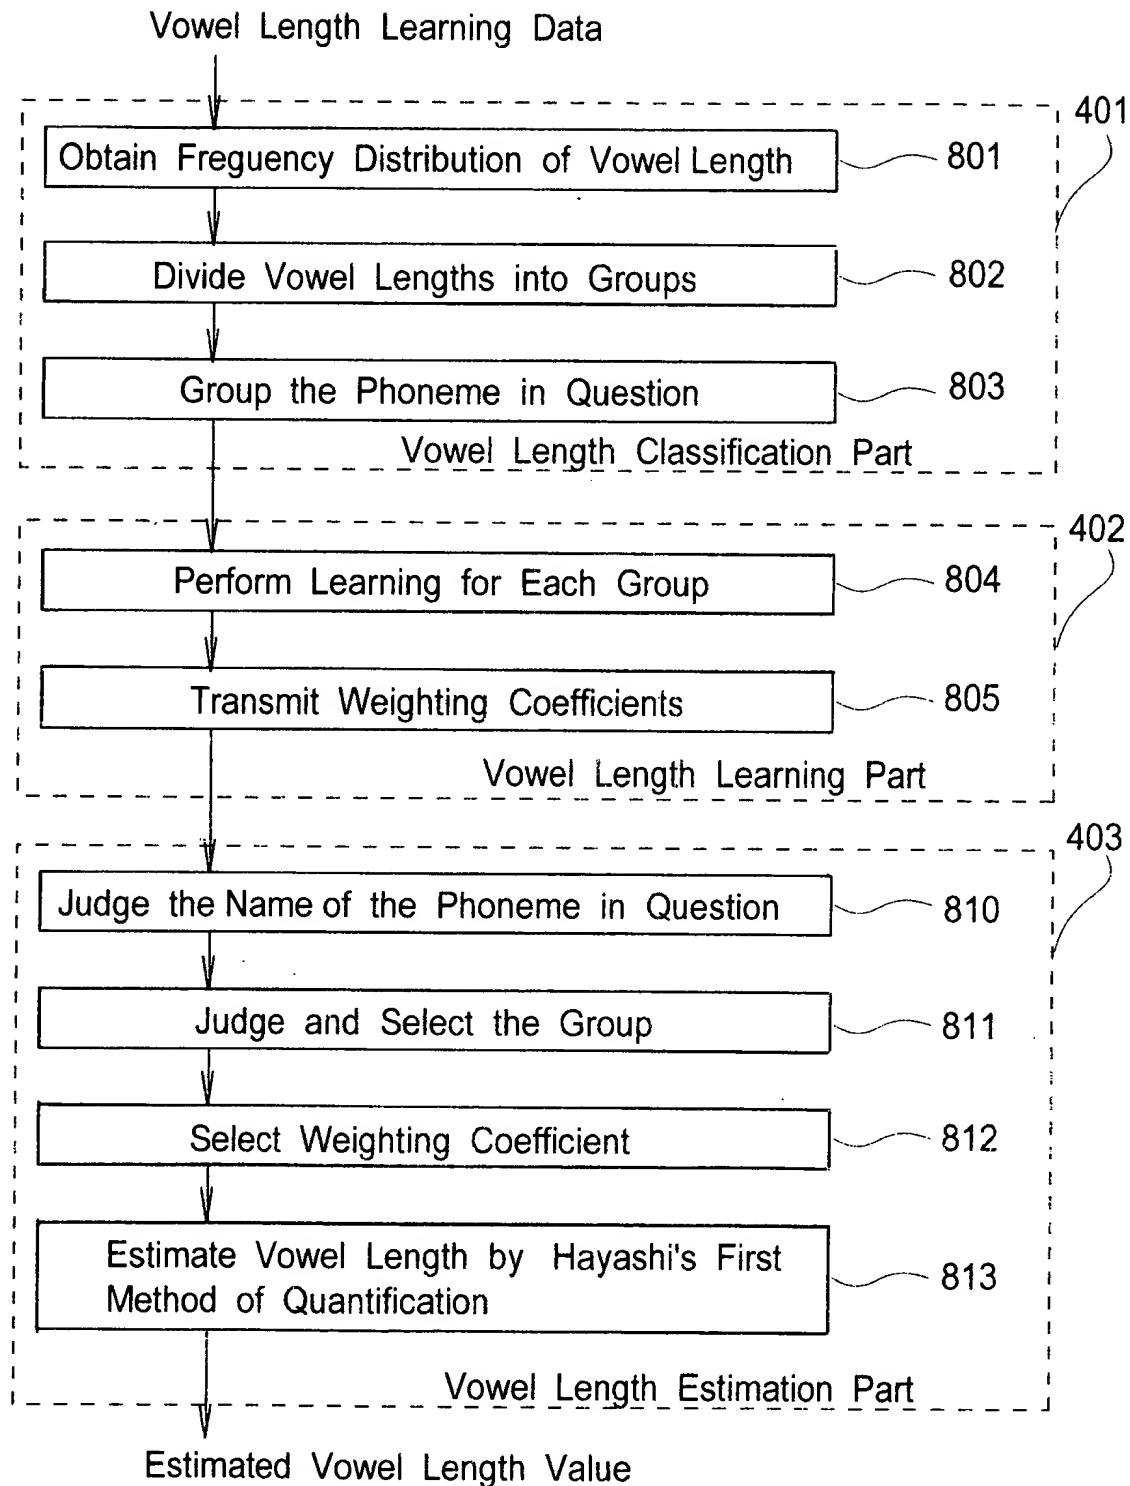 Vowel Length Learning Data
401
Obtain Freguency Distribution of Vowel Length
801
Divide Vowel Lengths into Groups
802
Group the Phoneme in Question
803
Vowel Length Classification Part
402
Perform Learning for Each Group
804
Transmit Weighting Coefficients
805
Vowel Length Learning Part
403
Judge the Name of the Phoneme in Question
810
Judge and Select the Group
811
Select Weighting Coefficient
812
Estimate Vowel Length by Hayashi's First
Method of Quantification
813
Vowel Length Estimation Part
Estimated Vowel Length Value